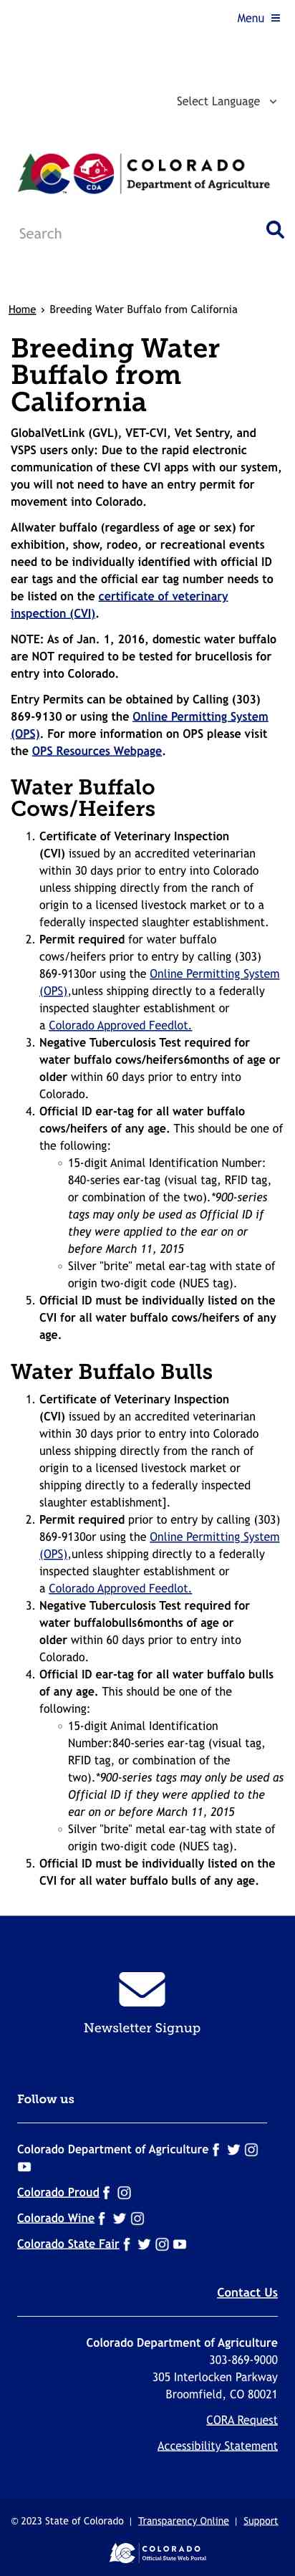 Menu
Select Language
CO
CDA
COLORADO
Department of Agriculture
Search
Home › Breeding Water Buffalo from California
Breeding Water
Buffalo from
California
GlobalVetLink (GVL), VET-CVI, Vet Sentry, and
VSPS users only: Due to the rapid electronic
communication of these CVI apps with our system,
you will not need to have an entry permit for
movement into Colorado.
Allwater buffalo (regardless of age or sex) for
exhibition, show, rodeo, or recreational events
need to be individually identified with official ID
ear tags and the official ear tag number needs to
be listed on the certificate of veterinary
inspection (CVI).
NOTE: As of Jan. 1, 2016, domestic water buffalo
are NOT required to be tested for brucellosis for
entry into Colorado.
Entry Permits can be obtained by Calling (303)
869-9130 or using the Online Permitting System
(OPS). For more information on OPS please visit
the OPS Resources Webpage.
Water Buffalo
Cows/Heifers
1. Certificate of Veterinary Inspection
(CVI) issued by an accredited veterinarian
within 30 days prior to entry into Colorado
unless shipping directly from the ranch of
origin to a licensed livestock market or to a
federally inspected slaughter establishment.
2. Permit required for water buffalo
cows/heifers prior to entry by calling (303)
869-9130or using the Online Permitting System
(OPS),unless shipping directly to a federally
inspected slaughter establishment or
a Colorado Approved Feedlot.
3. Negative Tuberculosis Test required for
water buffalo cows/heifers6months of age or
older within 60 days prior to entry into
Colorado.
4. Official ID ear-tag for all water buffalo
cows/heifers of any age. This should be one of
the following:
◦ 15-digit Animal Identification Number:
840-series ear-tag (visual tag, RFID tag,
or combination of the two).*900-series
tags may only be used as Official ID if
they were applied to the ear on or
before March 11, 2015
◦ Silver "brite" metal ear-tag with state of
origin two-digit code (NUES tag).
5. Official ID must be individually listed on the
CVI for all water buffalo cows/heifers of any
age.
Water Buffalo Bulls
1. Certificate of Veterinary Inspection
(CVI) issued by an accredited veterinarian
within 30 days prior to entry into Colorado
unless shipping directly from the ranch of
origin to a licensed livestock market or
shipping directly to a federally inspected
slaughter establishment].
2. Permit required prior to entry by calling (303)
869-9130or using the Online Permitting System
(OPS),unless shipping directly to a federally
inspected slaughter establishment or
a Colorado Approved Feedlot.
3. Negative Tuberculosis Test required for
water buffalobulls6months of age or
older within 60 days prior to entry into
Colorado.
4. Official ID ear-tag for all water buffalo bulls
of any age. This should be one of the
following:
◦ 15-digit Animal Identification
Number:840-series ear-tag (visual tag,
RFID tag, or combination of the
two).*900-series tags may only be used as
Official ID if they were applied to the
ear on or before March 11, 2015
◦ Silver "brite" metal ear-tag with state of
origin two-digit code (NUES tag).
5. Official ID must be individually listed on the
CVI for all water buffalo bulls of any age.
Newsletter Signup
Follow us
Colorado Department of Agriculture
Colorado Proud
Colorado Wine
Colorado State Fair
Contact Us
Colorado Department of Agriculture
303-869-9000
305 Interlocken Parkway
Broomfield, CO 80021
CORA Request
Accessibility Statement
© 2023 State of Colorado | Transparency Online | Support
CO COLORADO
Official State Web Portal